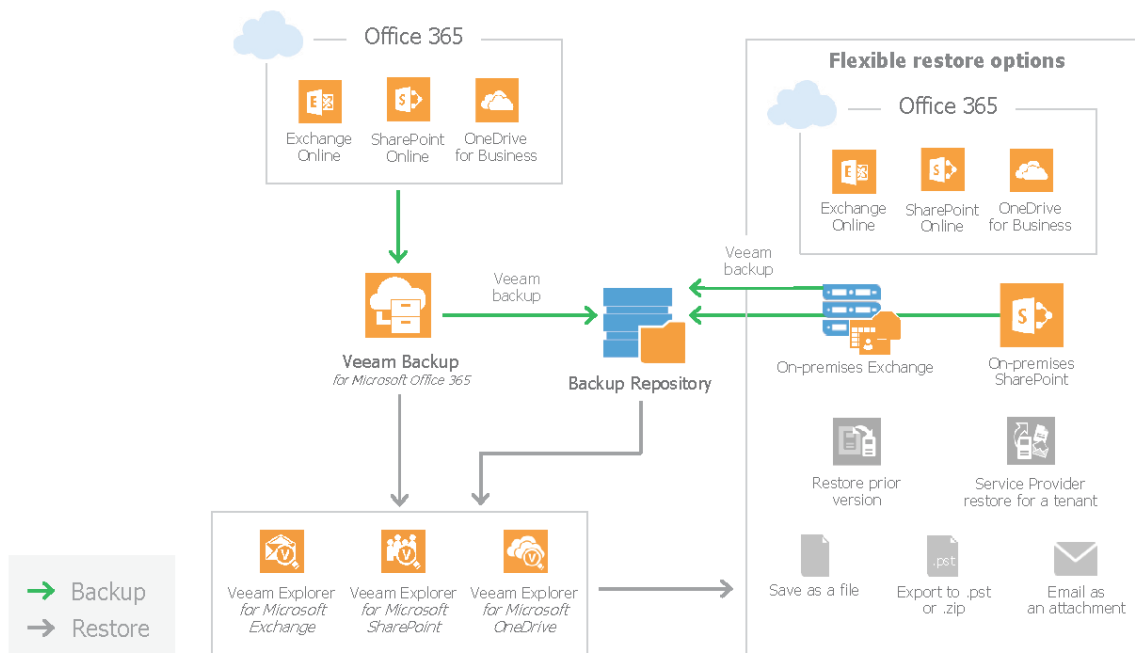 Office 365
Exchange
Online
SharePoint
Online
OneDrive
for Business
Flexible restore options
Office 365
Exchange
Online
SharePoint
Online
OneDrive
for Business
Veeam
backup
Veeam
backup
Veeam Backup
for Microsoft Office 365
Backup Repository
On-premises Exchange
On-premises
SharePoint
Restore prior
version
Service Provider
restore for a tenant
Save as a file
.pst
Export to .pst
or .zip
Email as
an attachment
Veeam Explorer
for Microsoft
Exchange
Veeam Explorer
for Microsoft
SharePoint
Veeam Explorer
for Microsoft
OneDrive
Backup
Restore